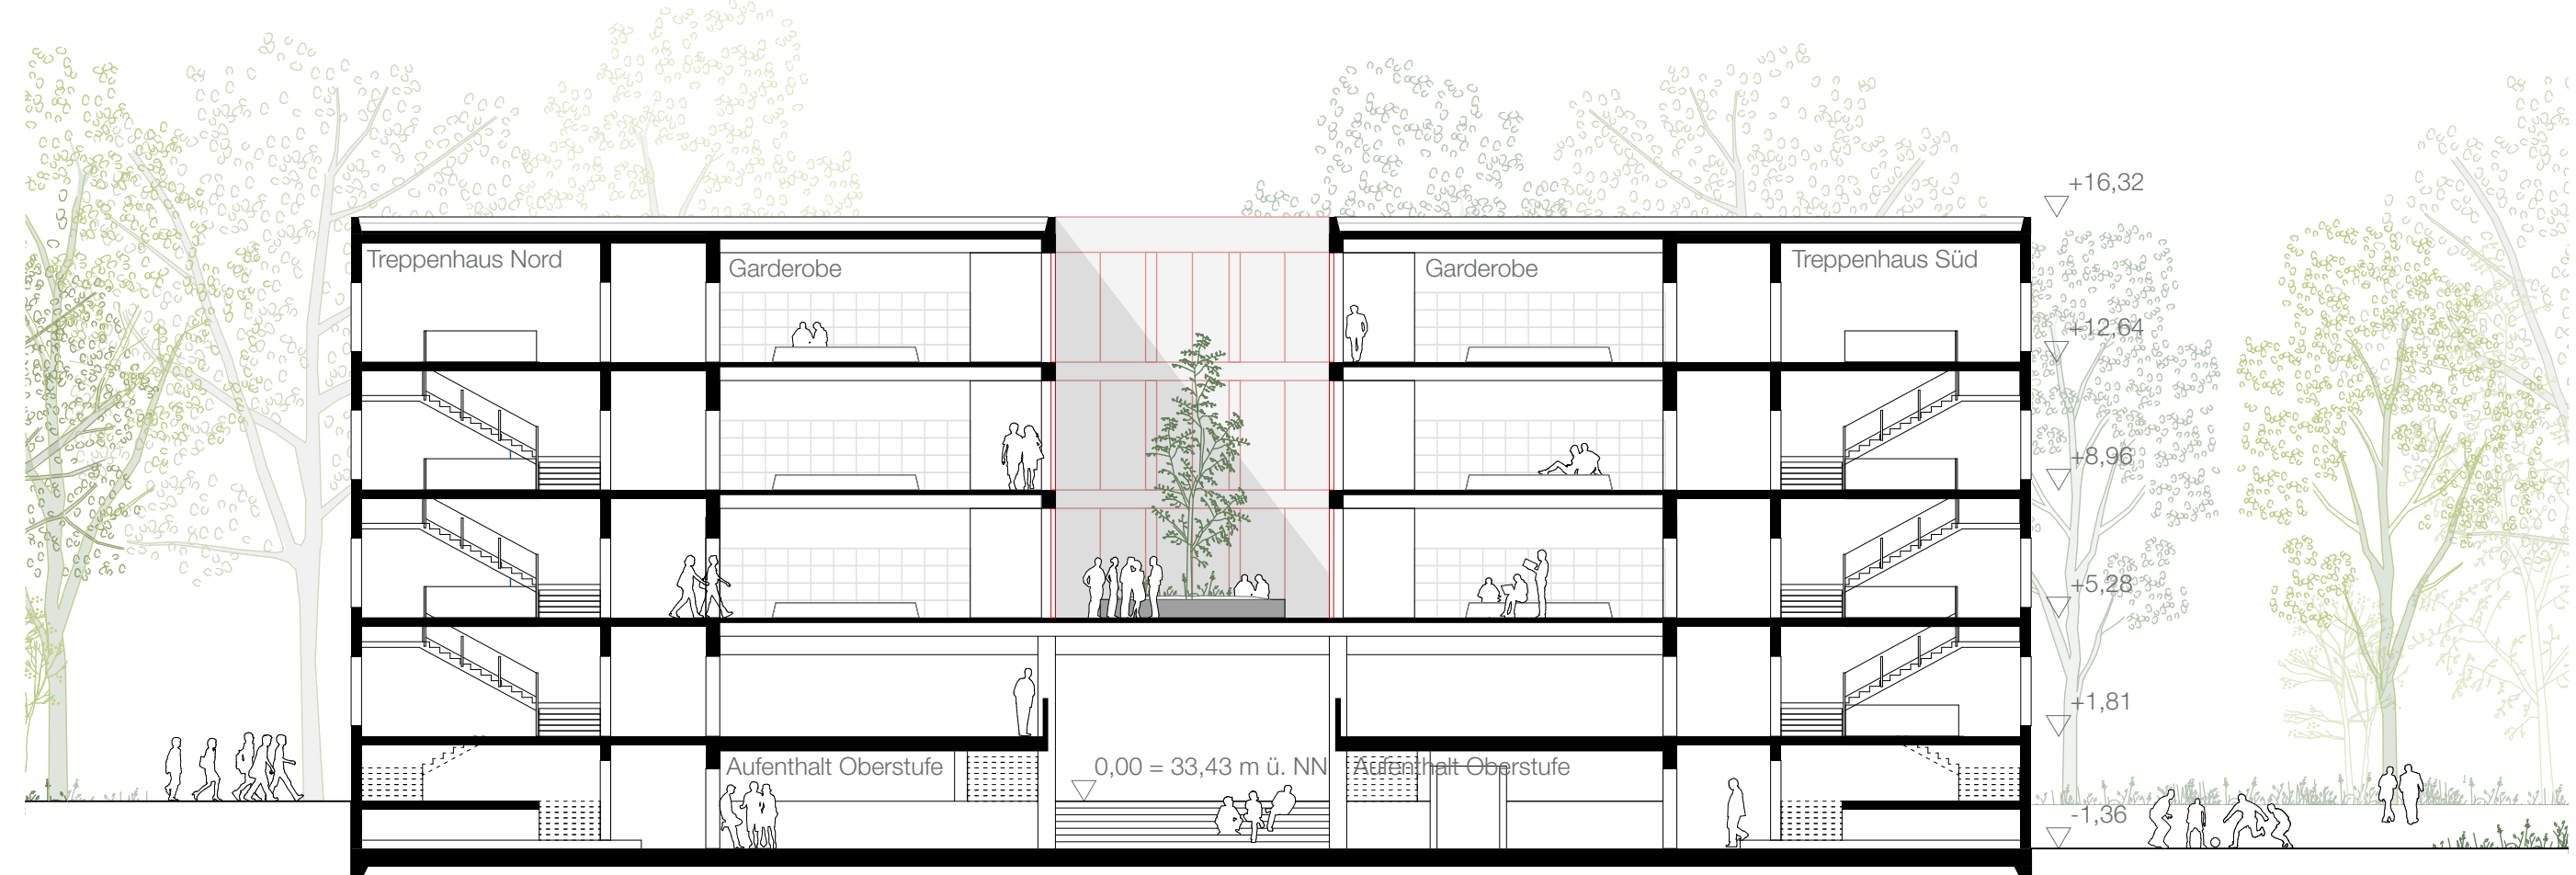 +16,32
Treppenhaus Nord
Garderobe
Garderobe
Treppenhaus Süd
+12,64
+8,96
+5,28
+1,81
Aufenthalt Oberstufe
0,00 = 33,43 m ü. NN
Aufenthalt Oberstufe
-1,36